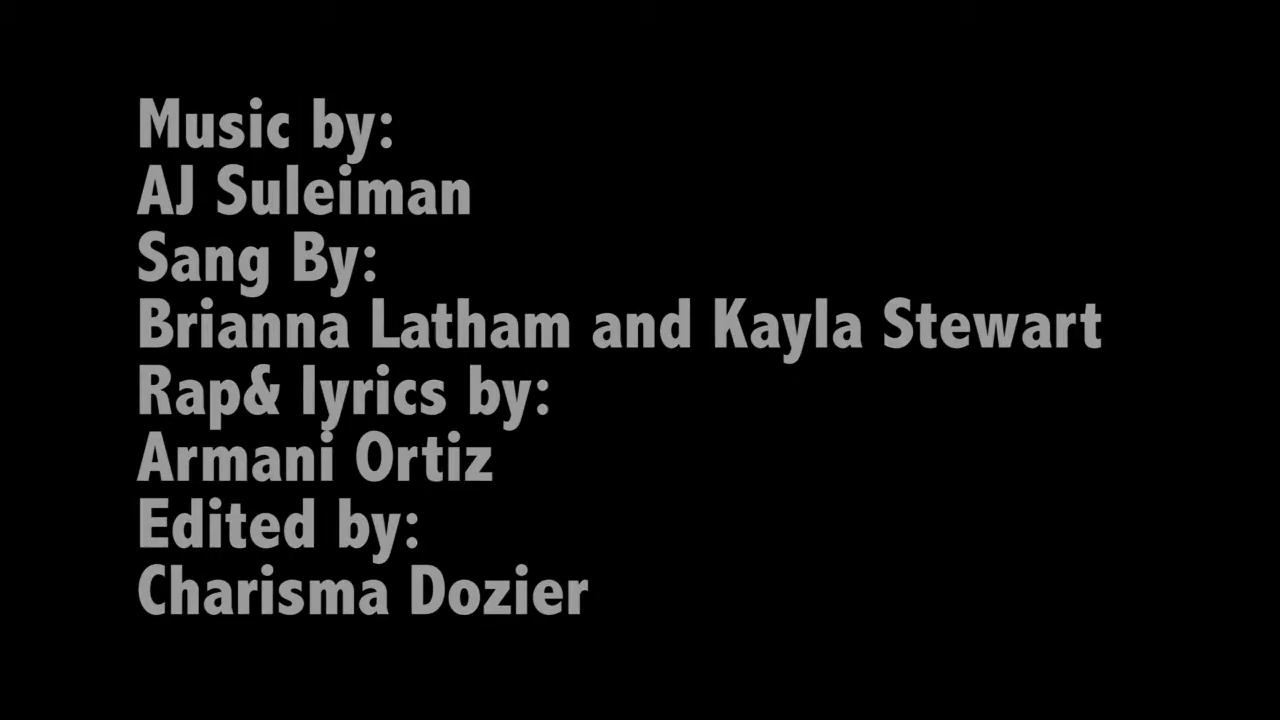 Music by:
AJ Suleiman
Sang By:
Brianna Latham and Kayla Stewart
Rap& lyrics by:
Armani Ortiz
Edited by:
Charisma Dozier